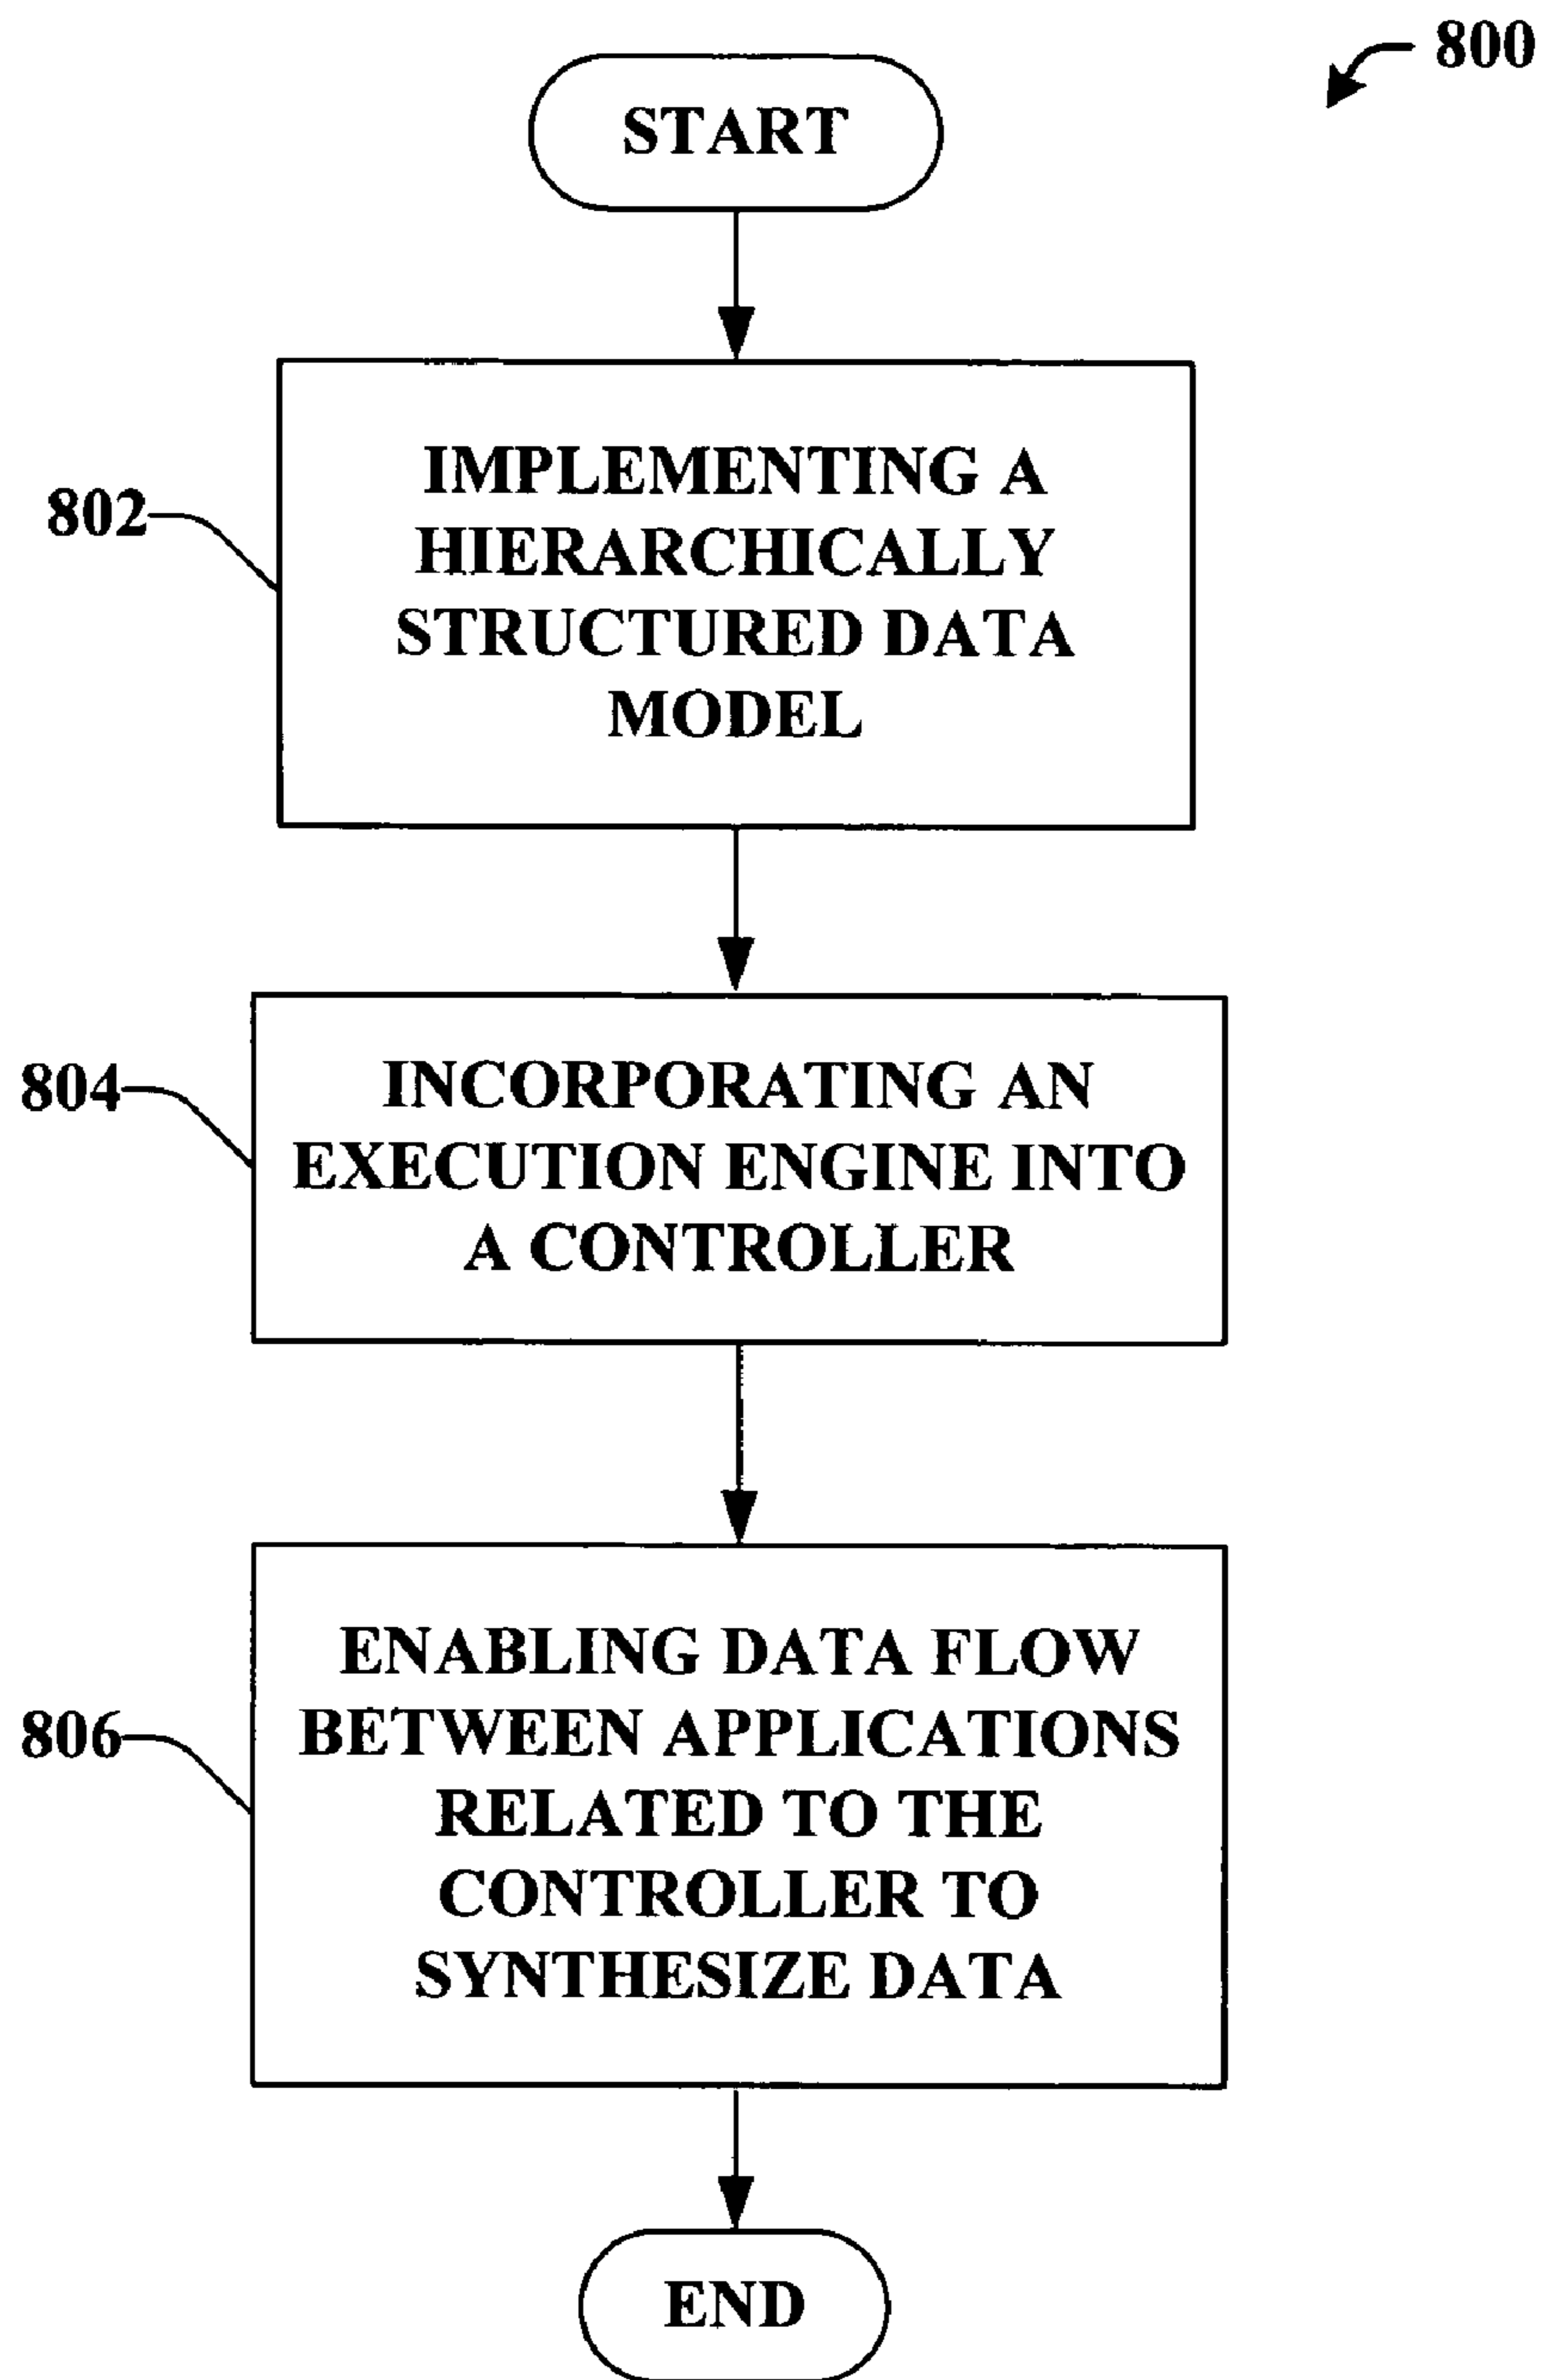 800
START
802
IMPLEMENTING A
HIERARCHICALLY
STRUCTURED DATA
MODEL
804
INCORPORATING AN
EXECUTION ENGINE INTO
A CONTROLLER
806
ENABLING DATA FLOW
BETWEEN APPLICATIONS
RELATED TO THE
CONTROLLER TO
SYNTHESIZE DATA
END